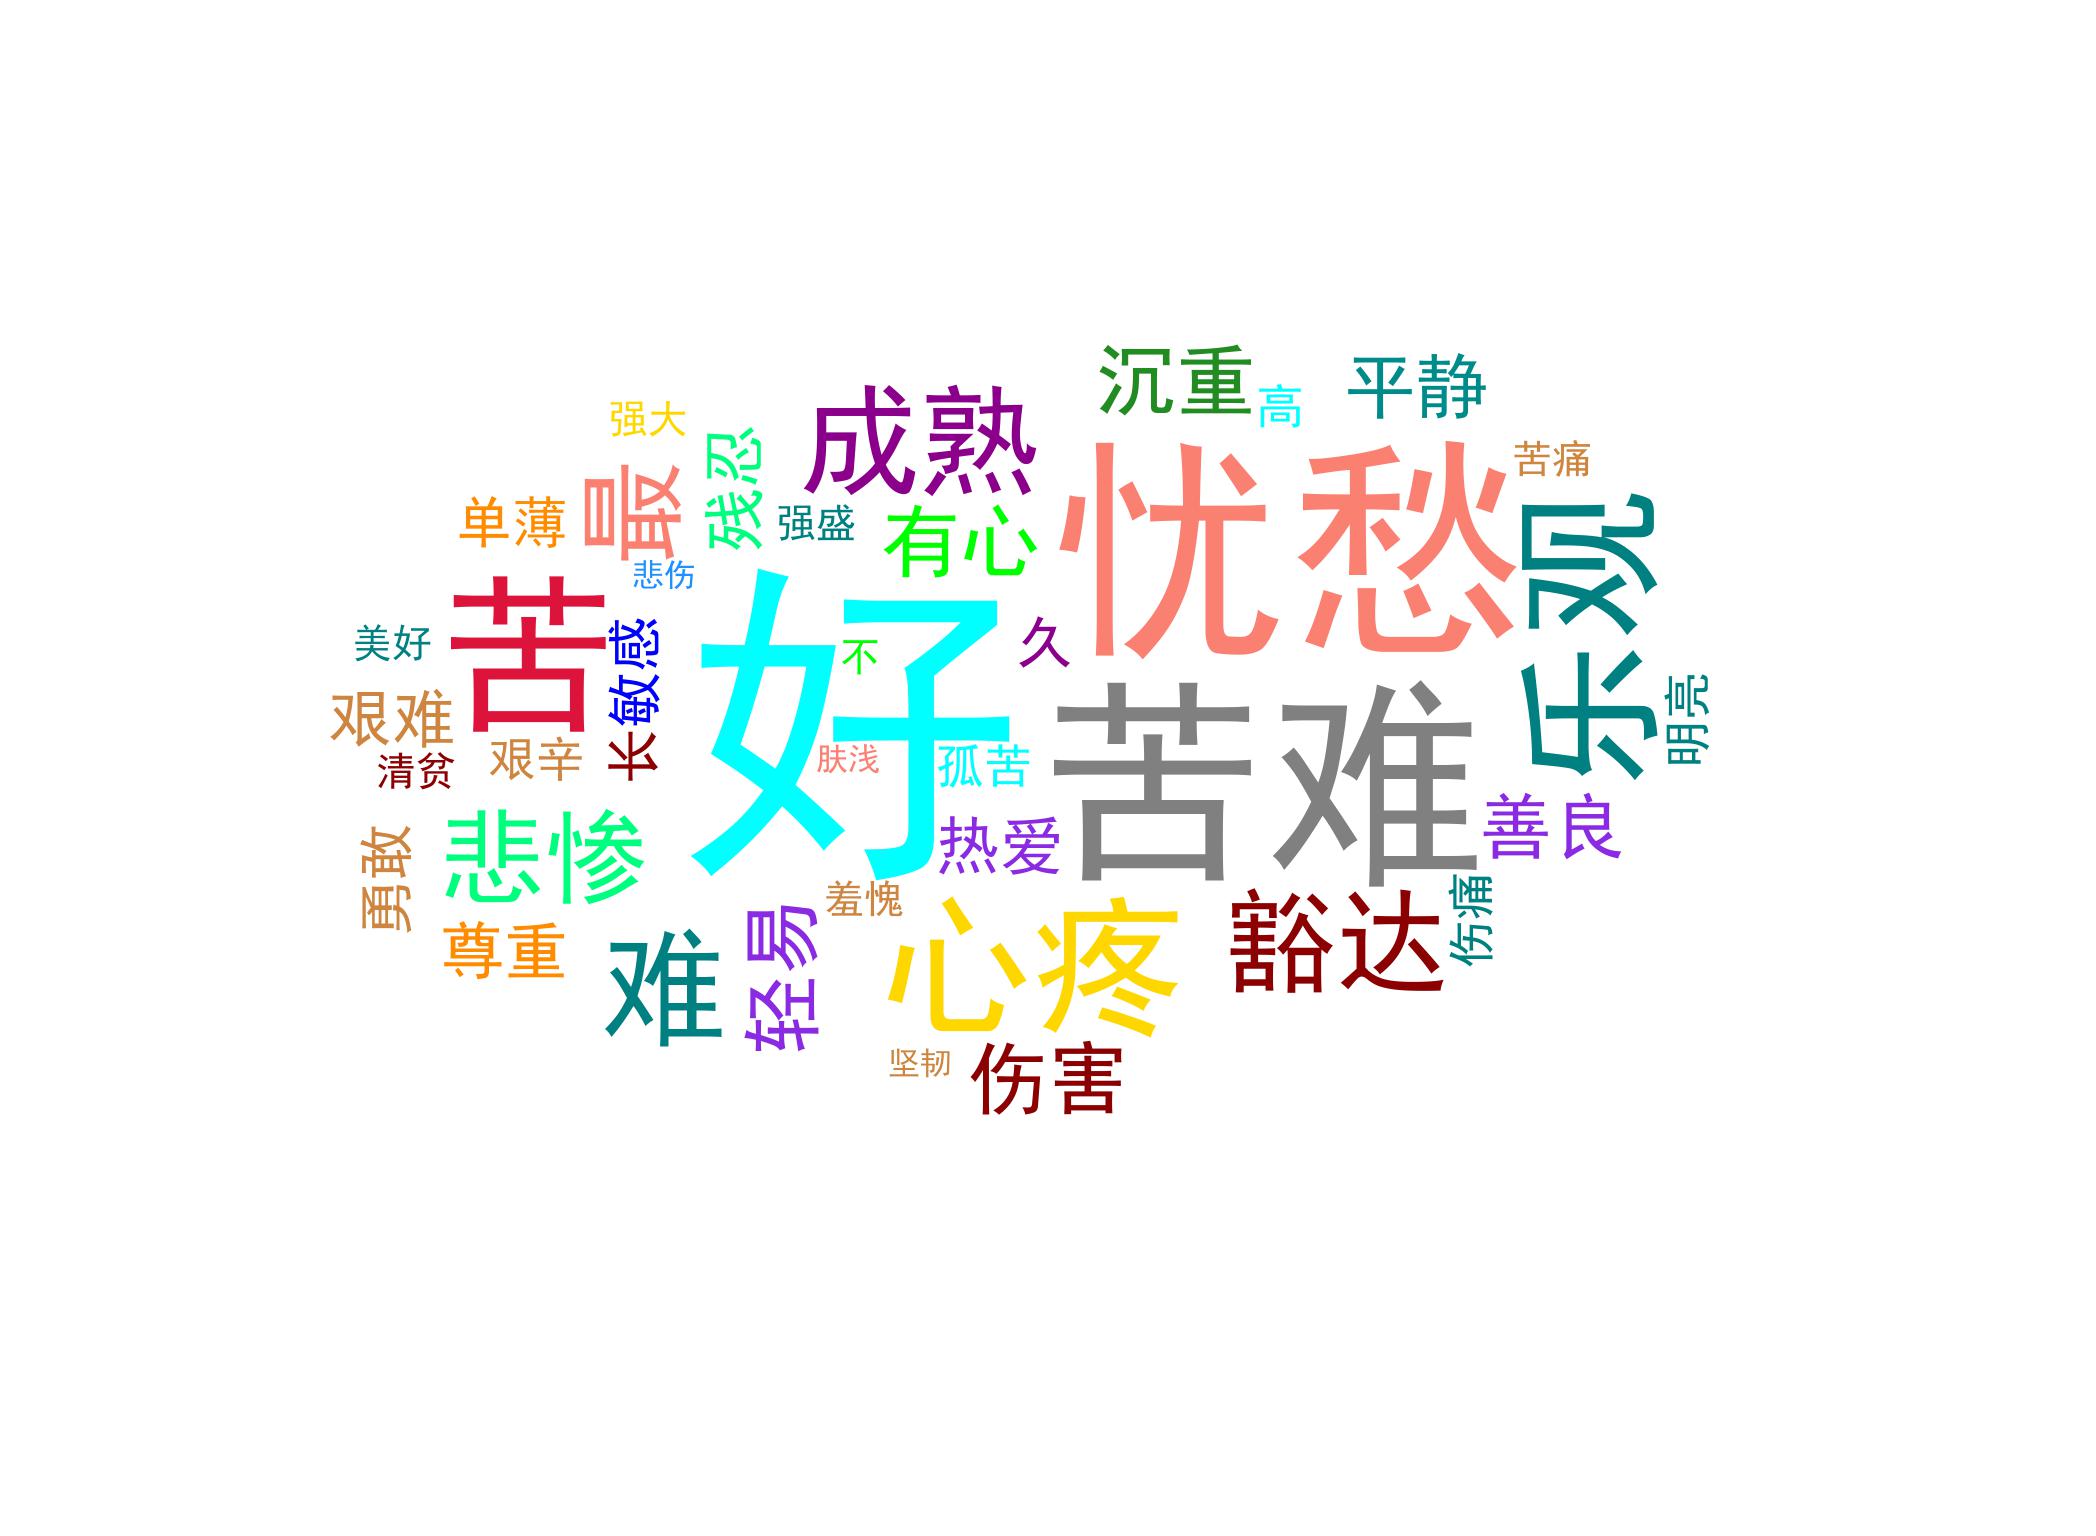 沉重
平静
高
成熟
强大
残忍
忧愁
苦痛
最
单薄
强盛
有心
乐观
悲伤
苦
好
美好
敏感
不
久
苦难
明亮
艰难
艰辛
长
清贫
肤浅
孤苦
善良
悲惨
热爱
勇敢
羞愧
豁达
伤痛
心疼
尊重
难
轻易
坚韧
伤害